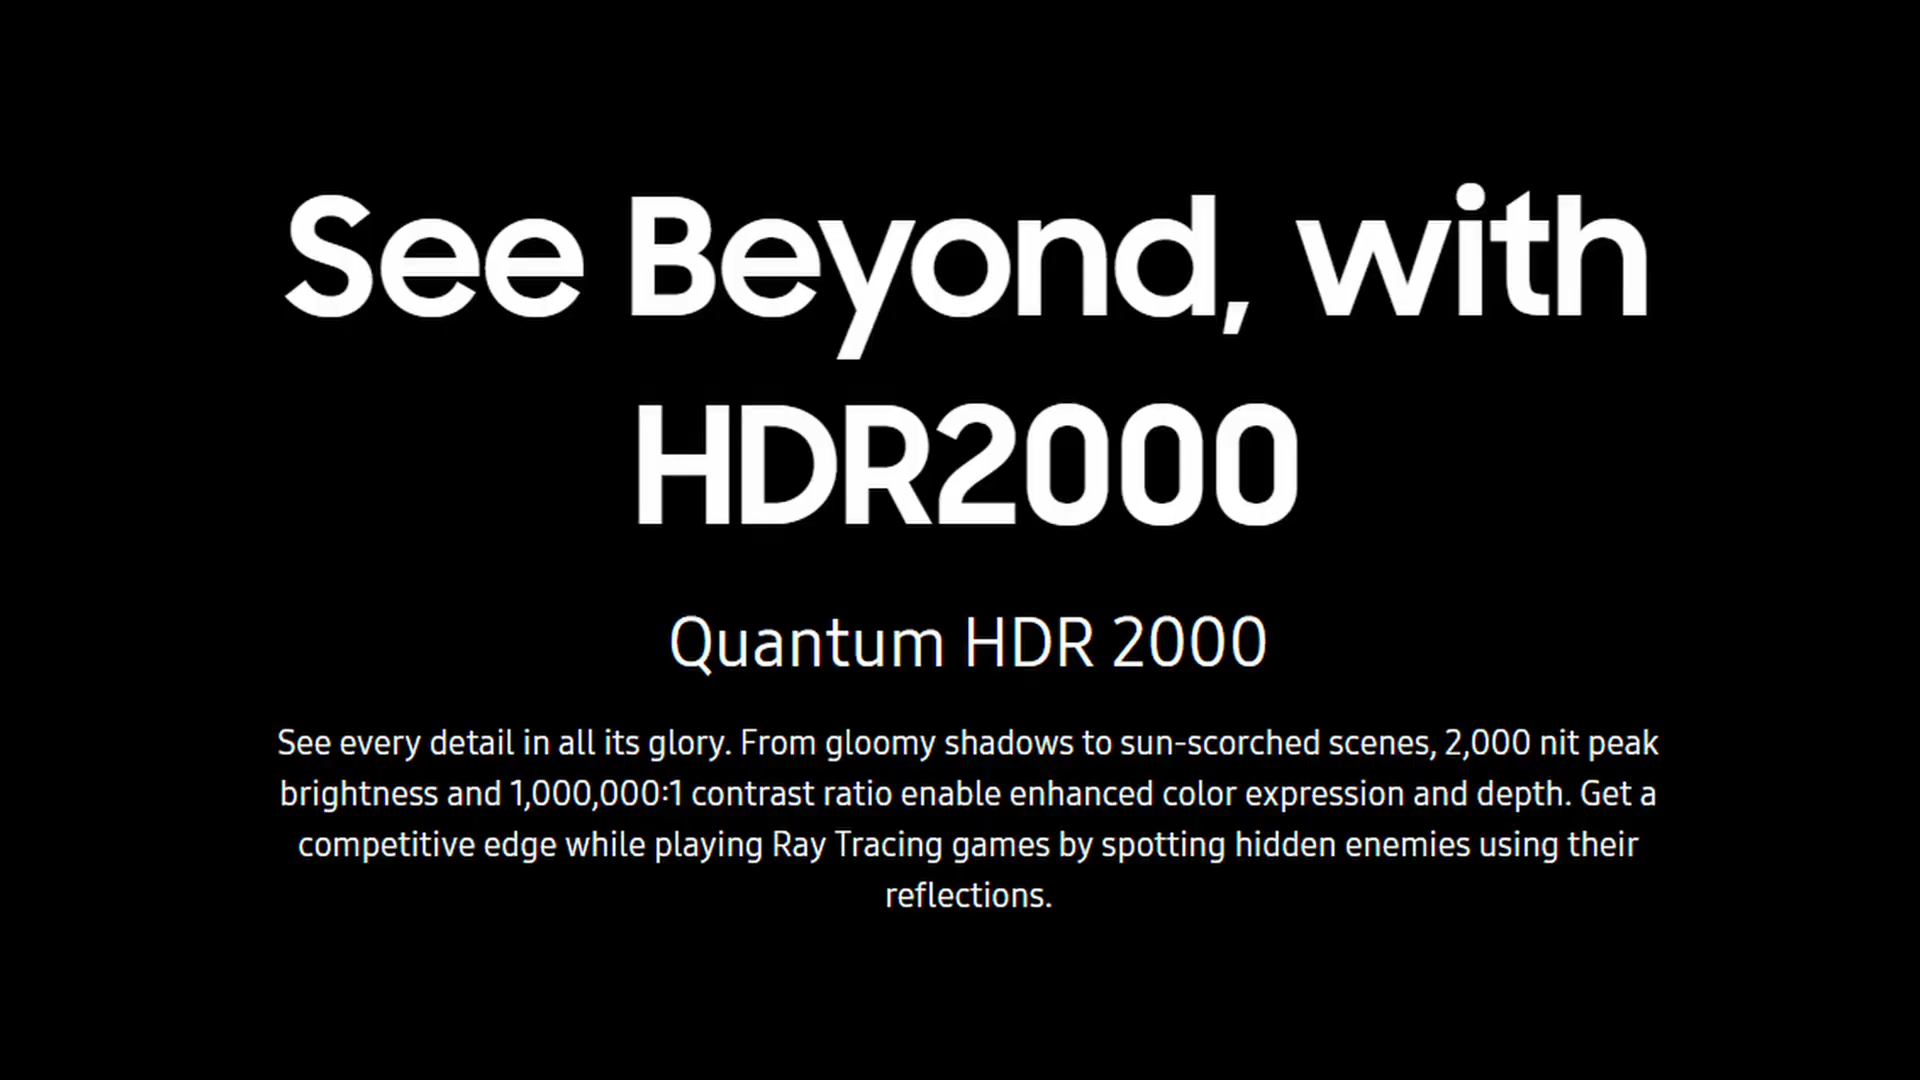 See Beyond, with
HDR2000
Quantum HDR 2000
See every detail in all its glory. From gloomy shadows to sun-scorched scenes, 2,000 nit peak
brightness and 1,000,000:1 contrast ratio enable enhanced color expression and depth. Get a
competitive edge while playing Ray Tracing games by spotting hidden enemies using their
reflections.